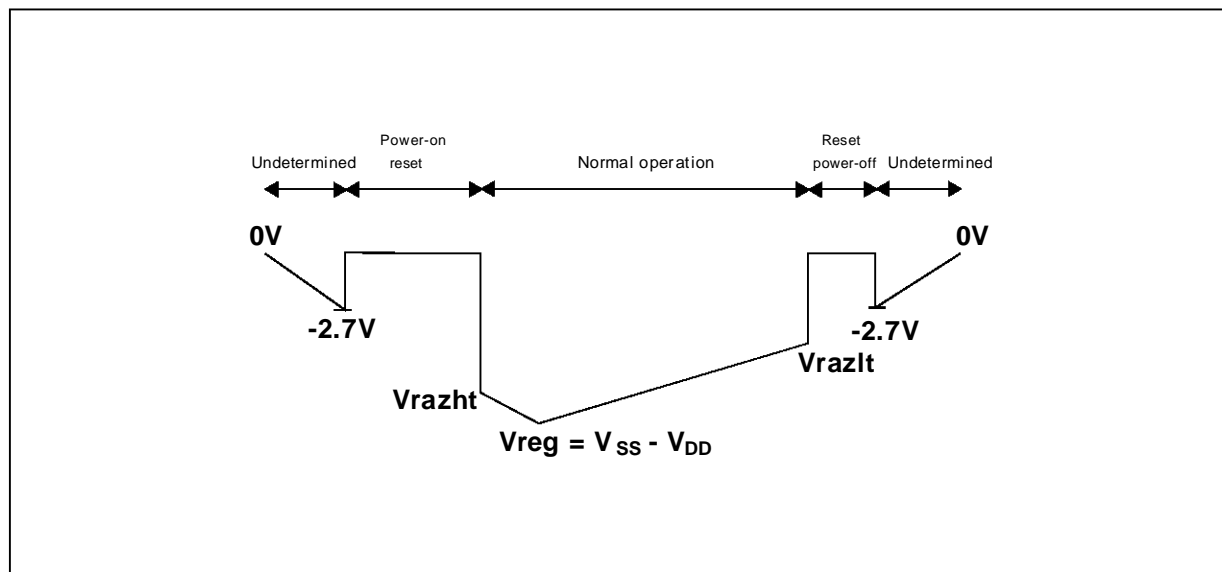 Power-on
reset
Reset
power-off
Undetermined
Normal operation
Undetermined
0V
0V
-2.7V
-2.7V
Vrazlt
Vrazht
Vreg = VSS - VDD